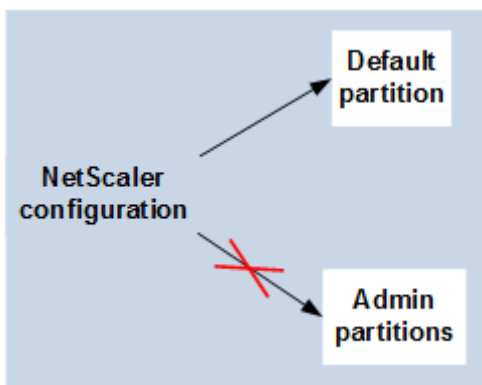 Default
partition
NetScaler
configuration
Admin
partitions